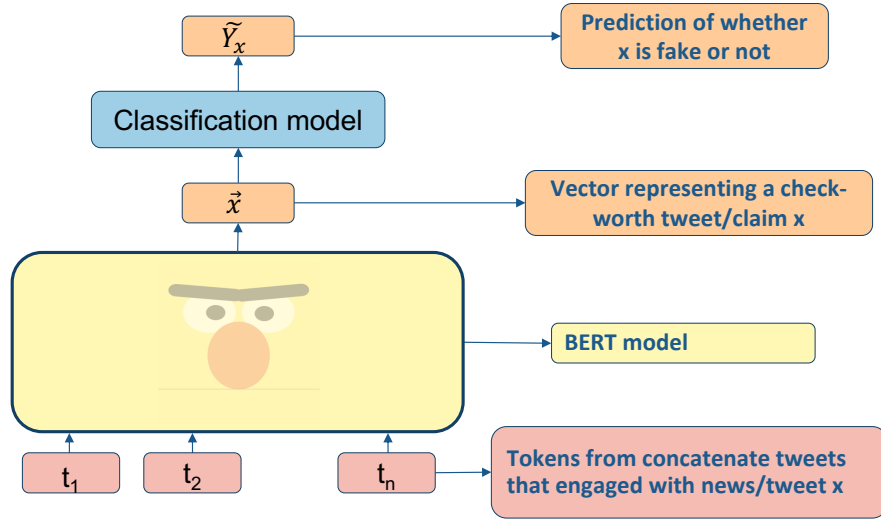 Ỹₓ
Prediction of whether
x is fake or not
Classification model
x⃗
Vector representing a check-
worth tweet/claim x
BERT model
t₁
t₂
tₙ
Tokens from concatenate tweets
that engaged with news/tweet x